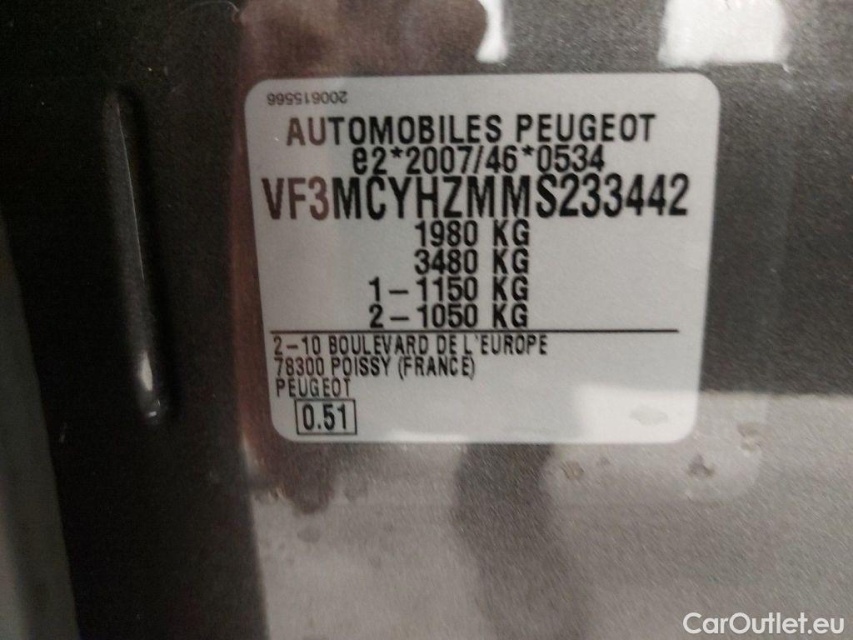 200615566
AUTOMOBILES PEUGEOT
e2*2007/46*0534
VF3MCYHZMMS233442
1980 KG
3480 KG
1-1150 KG
2-1050 KG
2-10 BOULEVARD DE L'EUROPE
78300 POISSY (FRANCE)
PEUGEOT
0.51
CarOutlet.eu